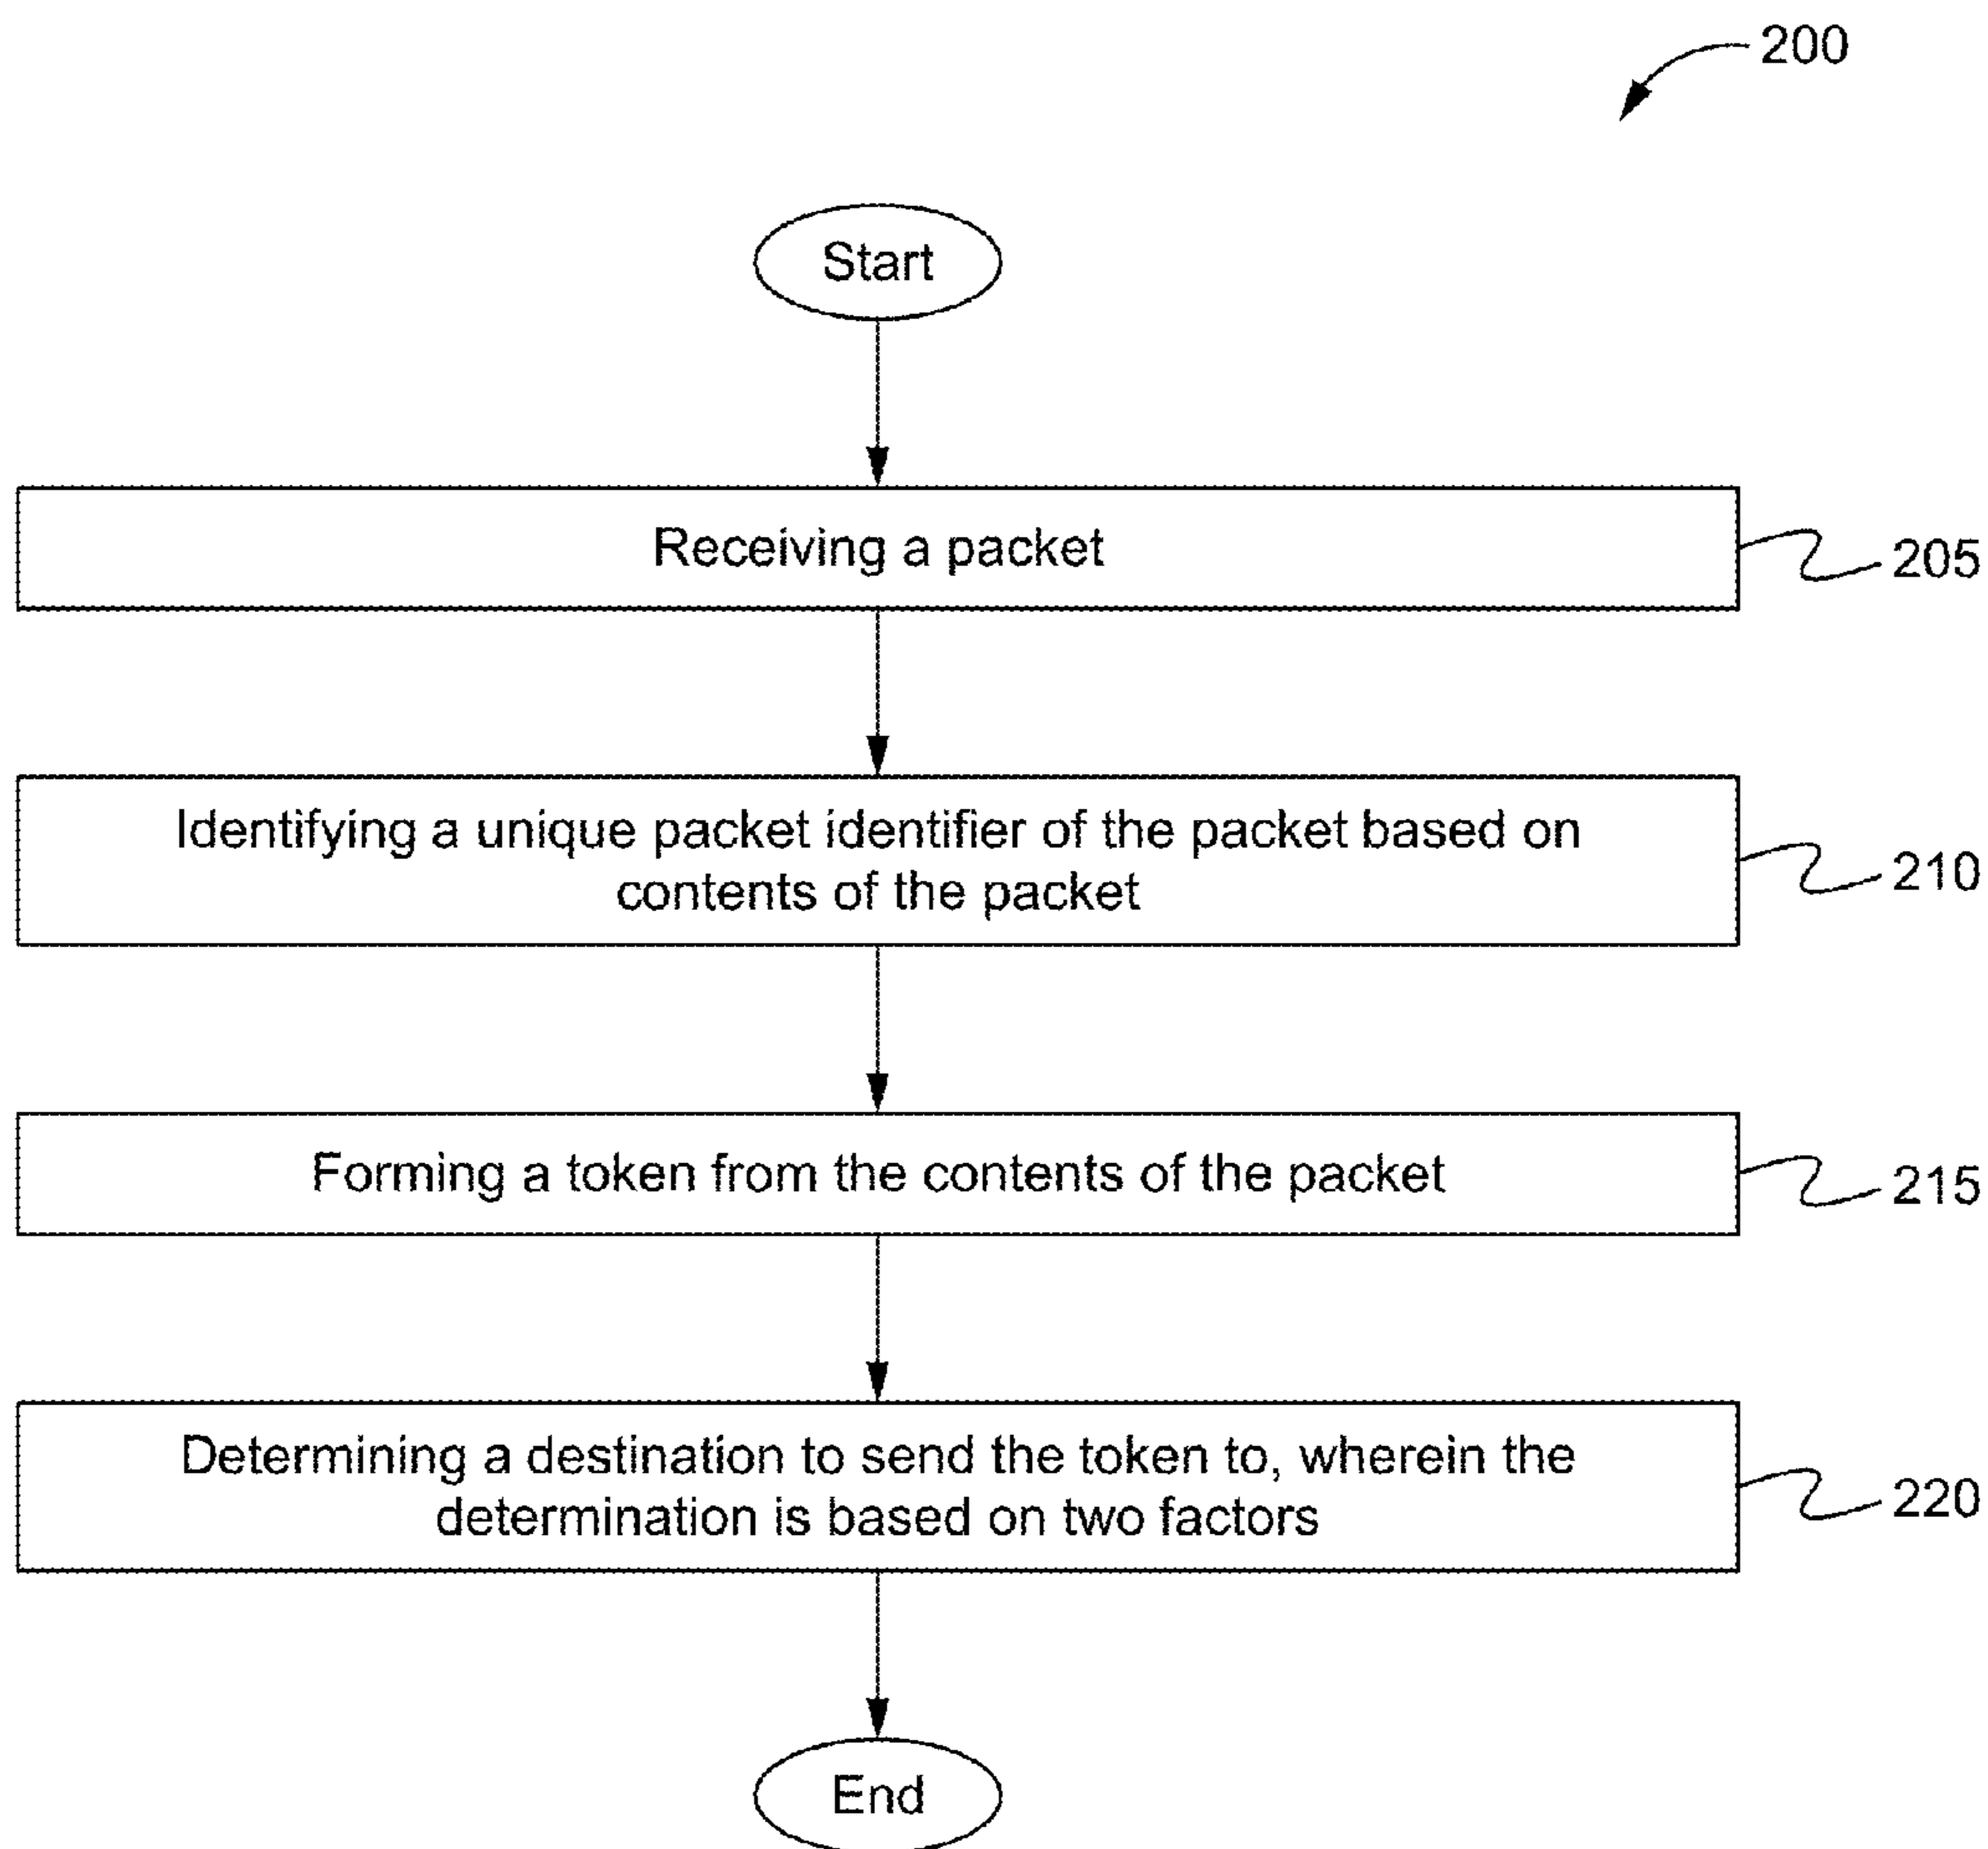 200
Start
Receiving a packet
205
Identifying a unique packet identifier of the packet based on
contents of the packet
210
Forming a token from the contents of the packet
215
Determining a destination to send the token to, wherein the
determination is based on two factors
220
End